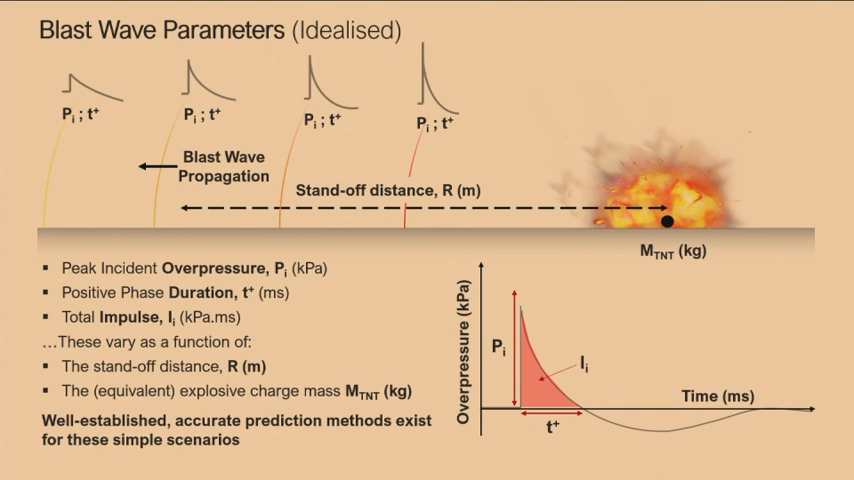 Blast Wave Parameters (Idealised)
Pi ; t+
Pi ; t+
Pi ; t+
Pi ; t+
Blast Wave
Propagation
Stand-off distance, R (m)
MTNT (kg)
▪ Peak Incident Overpressure, Pi (kPa)
▪ Positive Phase Duration, t+ (ms)
▪ Total Impulse, Ii (kPa.ms)
…These vary as a function of:
▪ The stand-off distance, R (m)
▪ The (equivalent) explosive charge mass MTNT (kg)
Well-established, accurate prediction methods exist
for these simple scenarios
Overpressure (kPa)
Pi
Ii
Time (ms)
t+